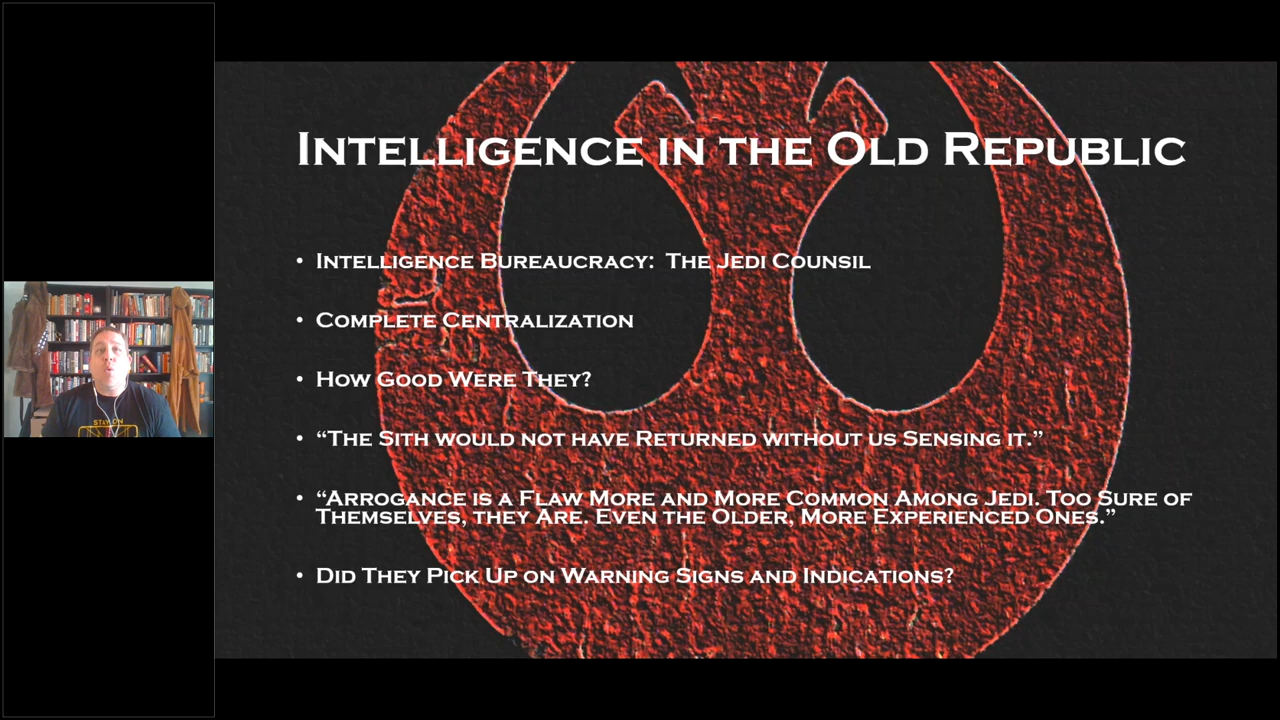 Intelligence in the Old Republic
• Intelligence Bureaucracy: The Jedi Counsil
• Complete Centralization
• How Good Were They?
• “The Sith would not have Returned without us Sensing it.”
• “Arrogance is a Flaw More and More Common Among Jedi. Too Sure of
Themselves, they Are. Even the Older, More Experienced Ones.”
• Did They Pick Up on Warning Signs and Indications?
STAY ON